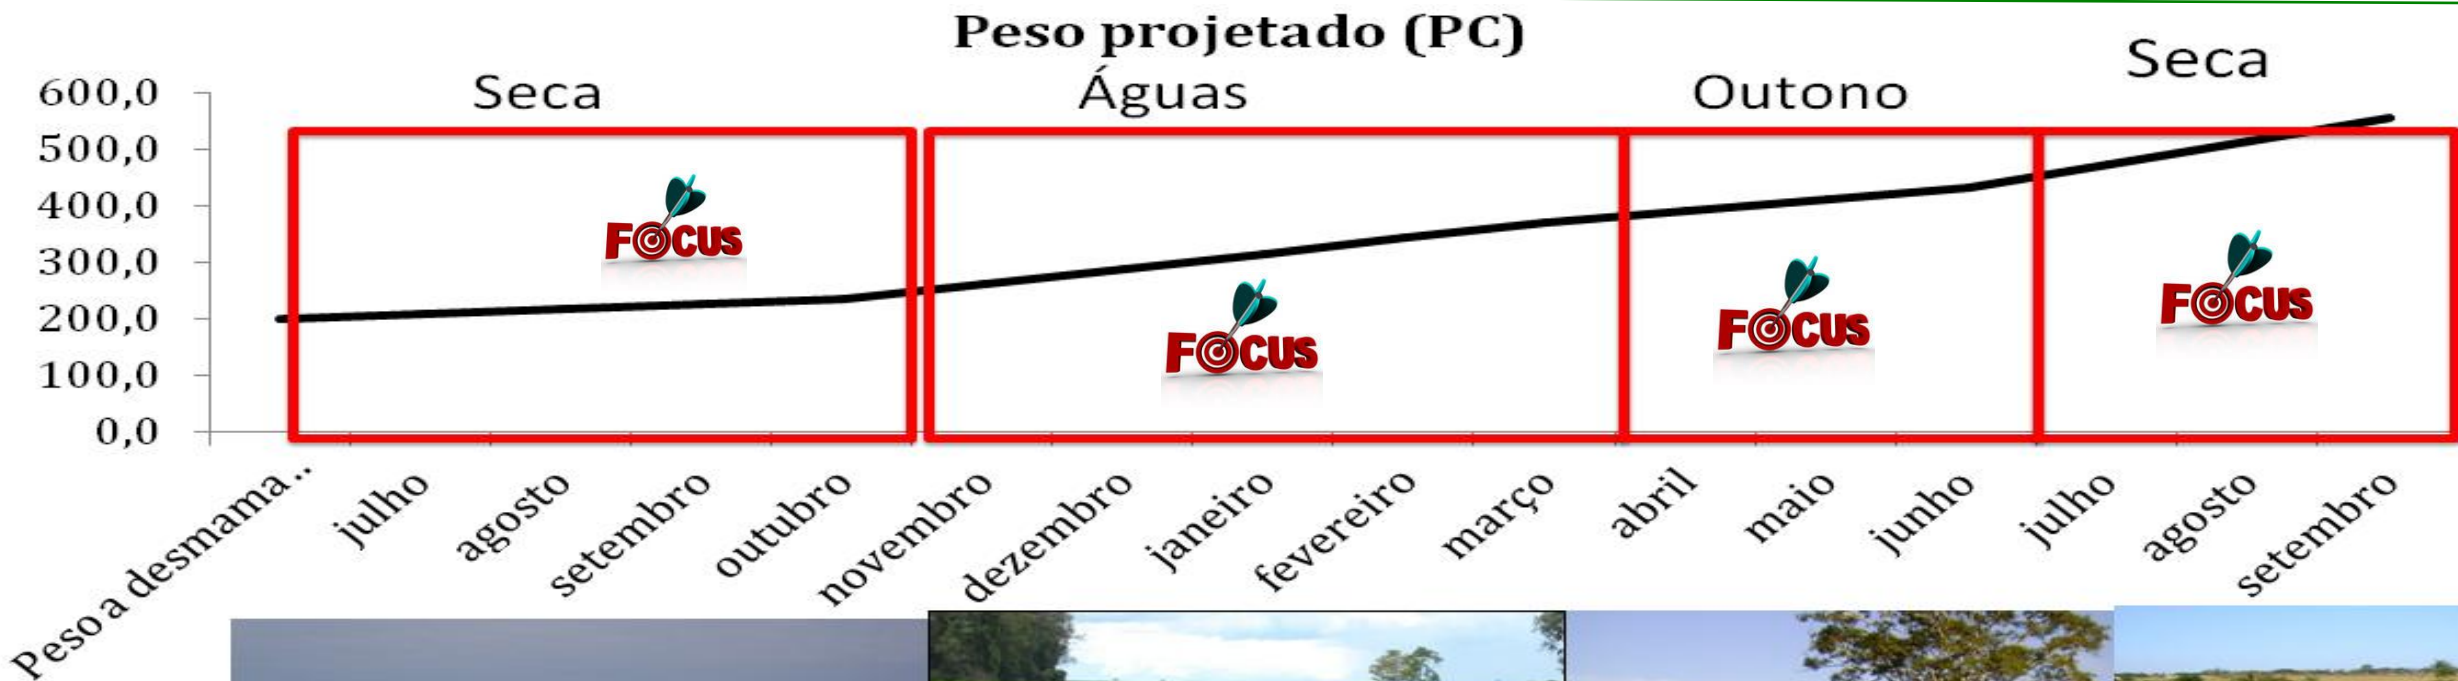 Peso projetado (PC)
Seca
Águas
Outono
Seca
600,0
500,0
400,0
300,0
200,0
100,0
0,0
FOCUS
FOCUS
FOCUS
FOCUS
Peso a desmama...
julho
agosto
setembro
outubro
novembro
dezembro
janeiro
fevereiro
março
abril
maio
junho
julho
agosto
setembro